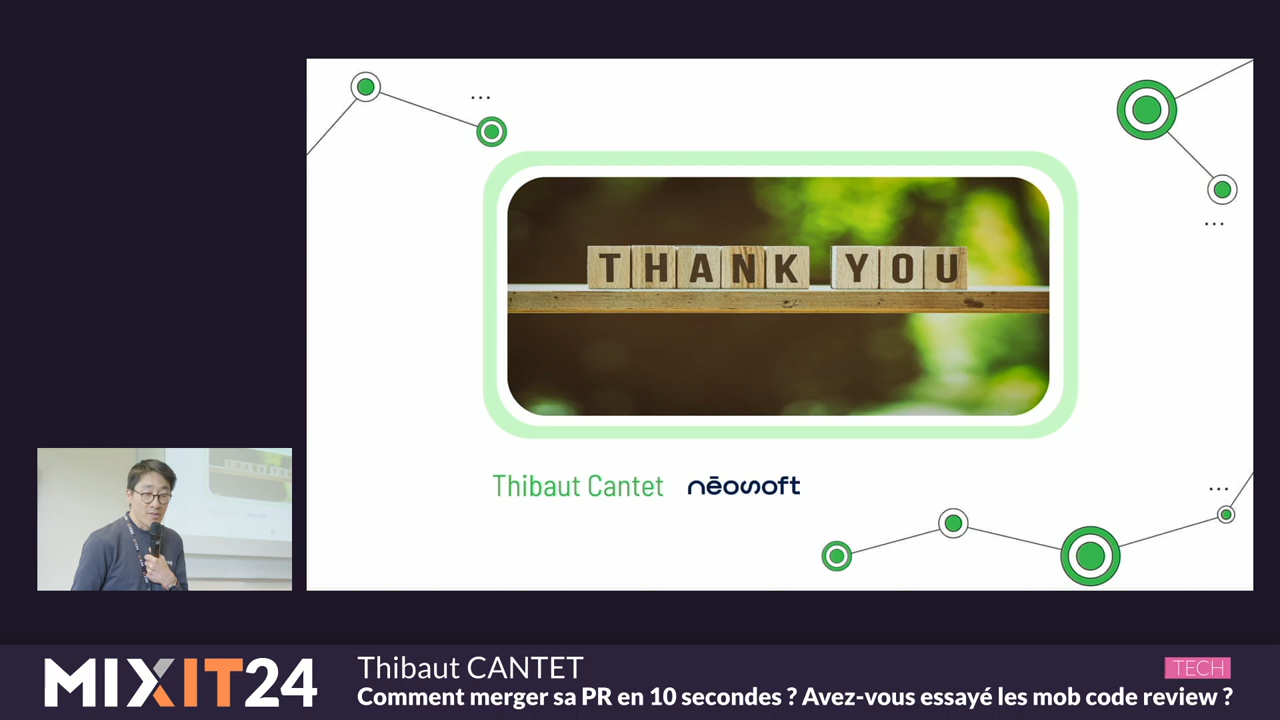 THANK YOU
Thibaut Cantet nēosoft
MIXIT24
Thibaut CANTET
TECH
Comment merger sa PR en 10 secondes ? Avez-vous essayé les mob code review ?